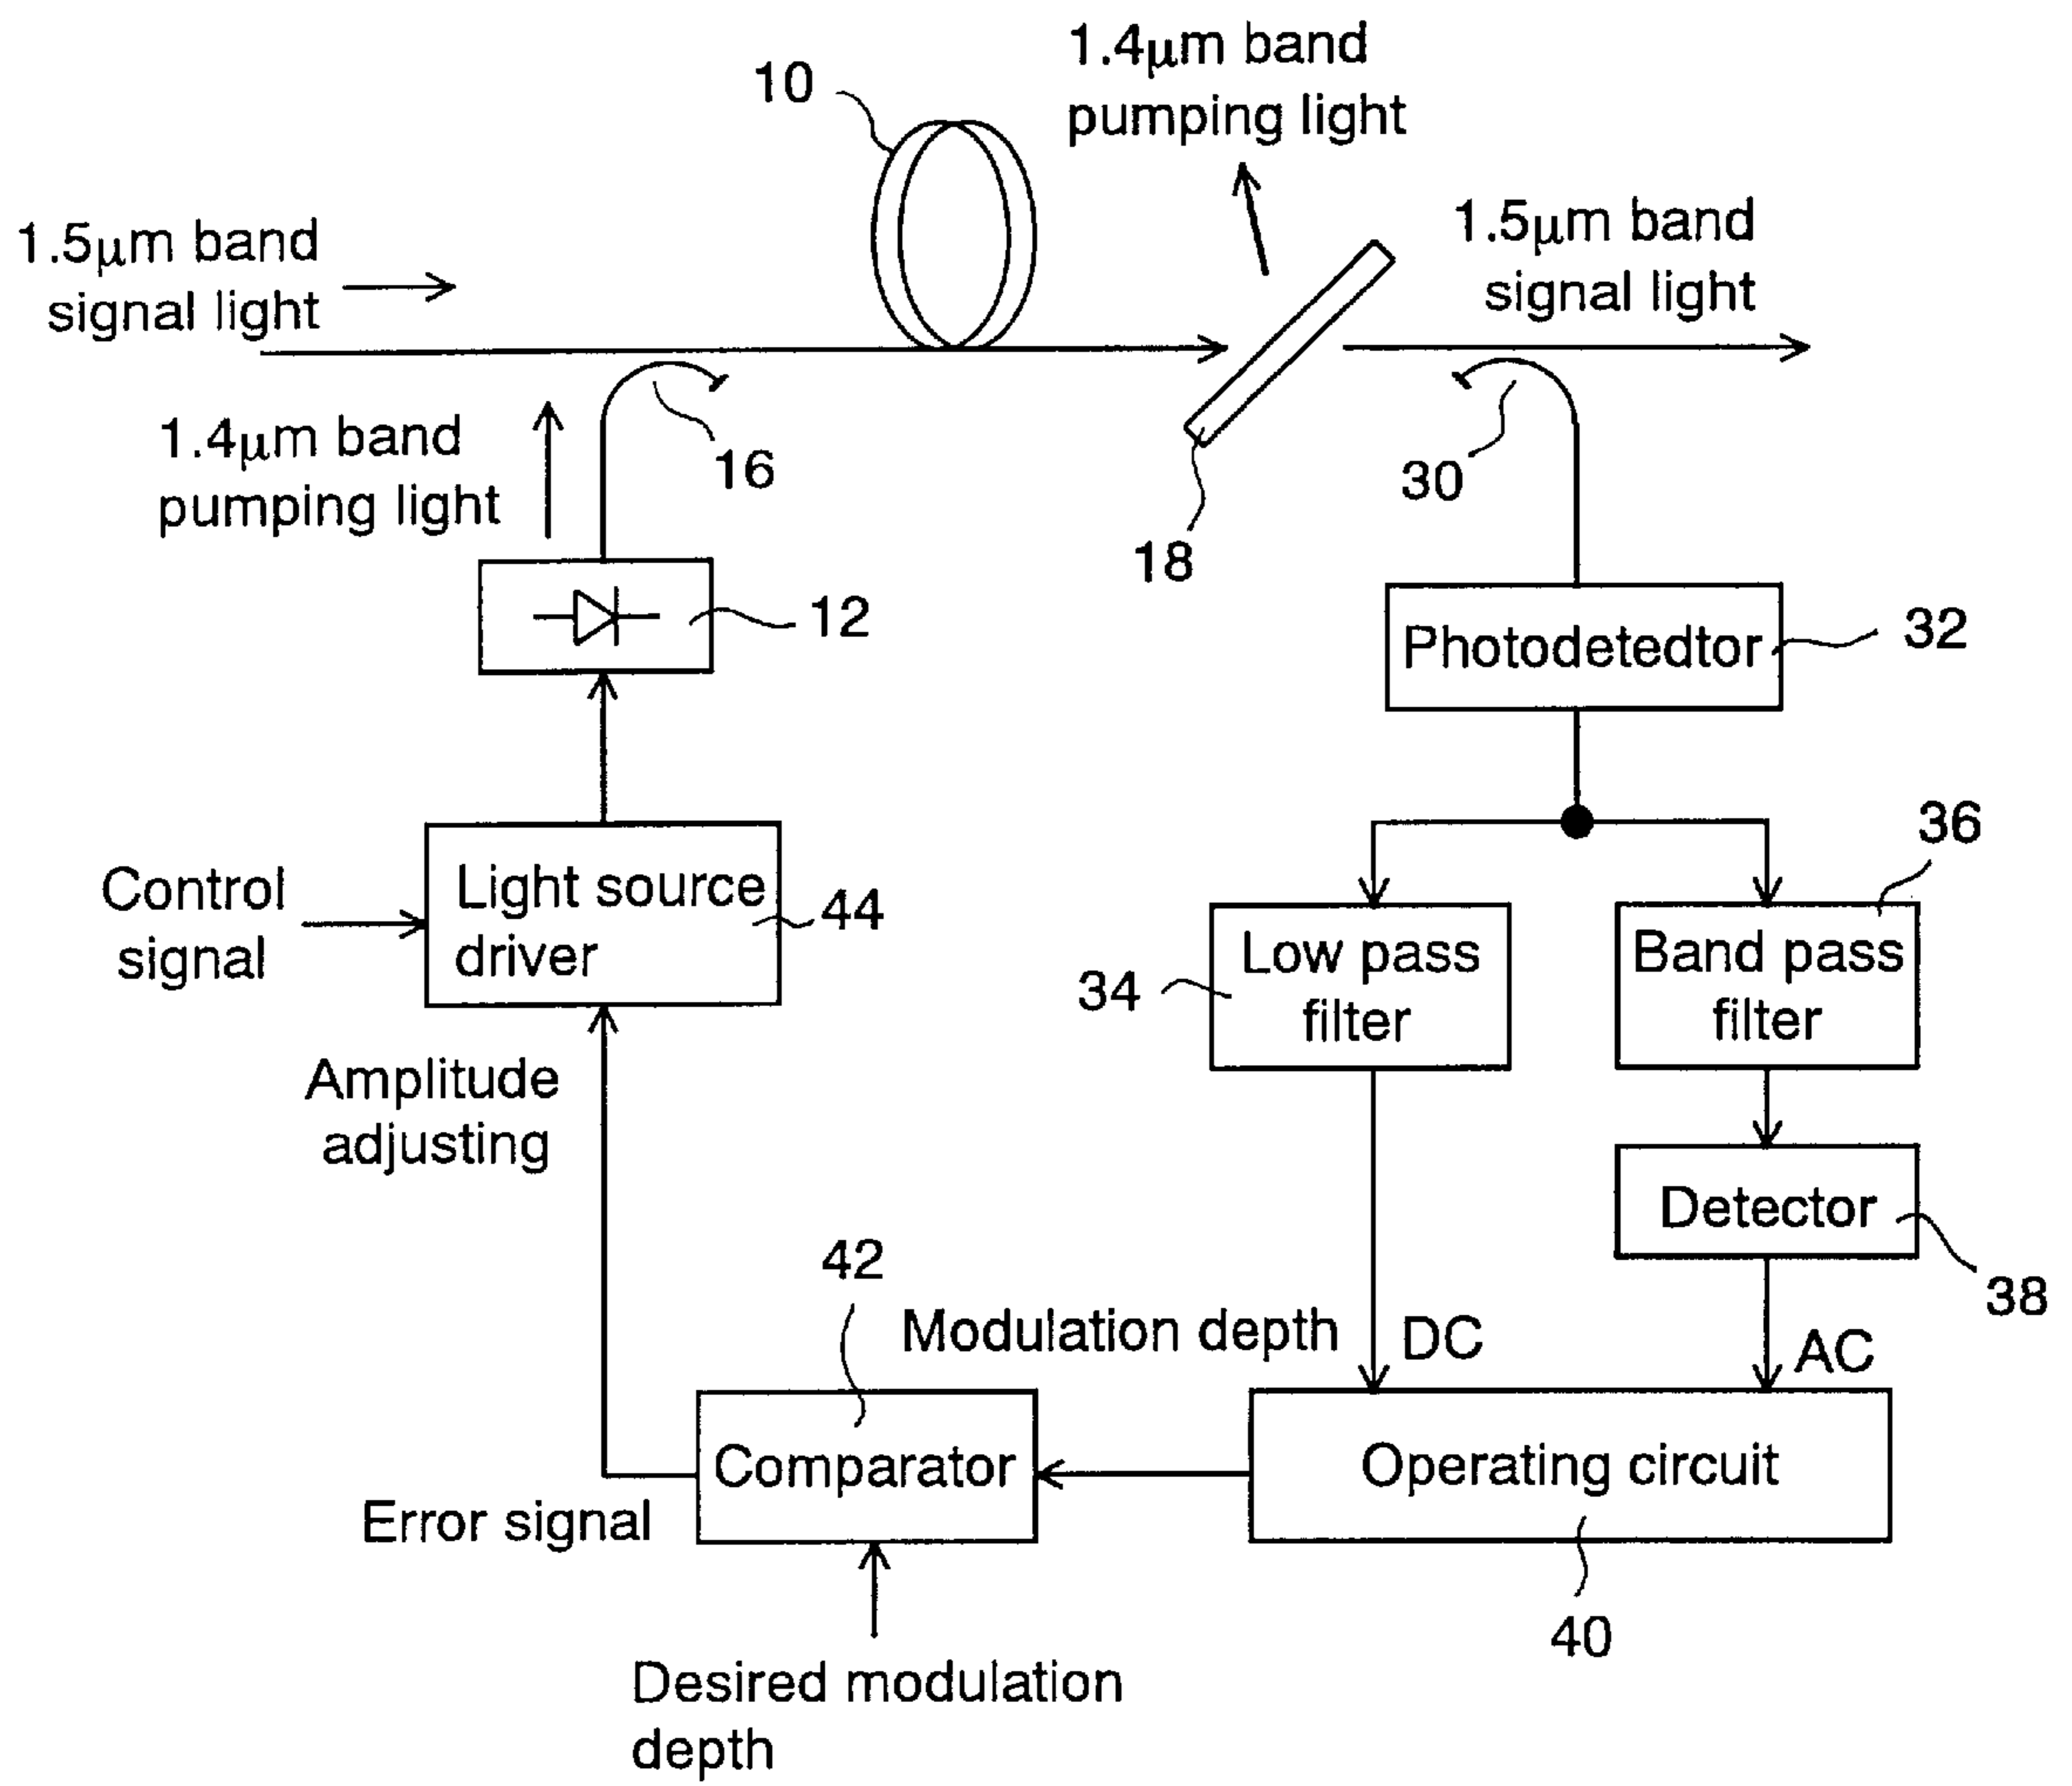 1.4μm band
pumping light
10
1.5μm band
signal light
1.5μm band
signal light
1.4μm band
pumping light
16
30
18
12
Photodetedtor
32
36
Control
signal
Light source
driver
44
34
Low pass
filter
Band pass
filter
Amplitude
adjusting
Detector
38
42
Modulation depth
DC
AC
Comparator
Operating circuit
Error signal
40
Desired modulation
depth